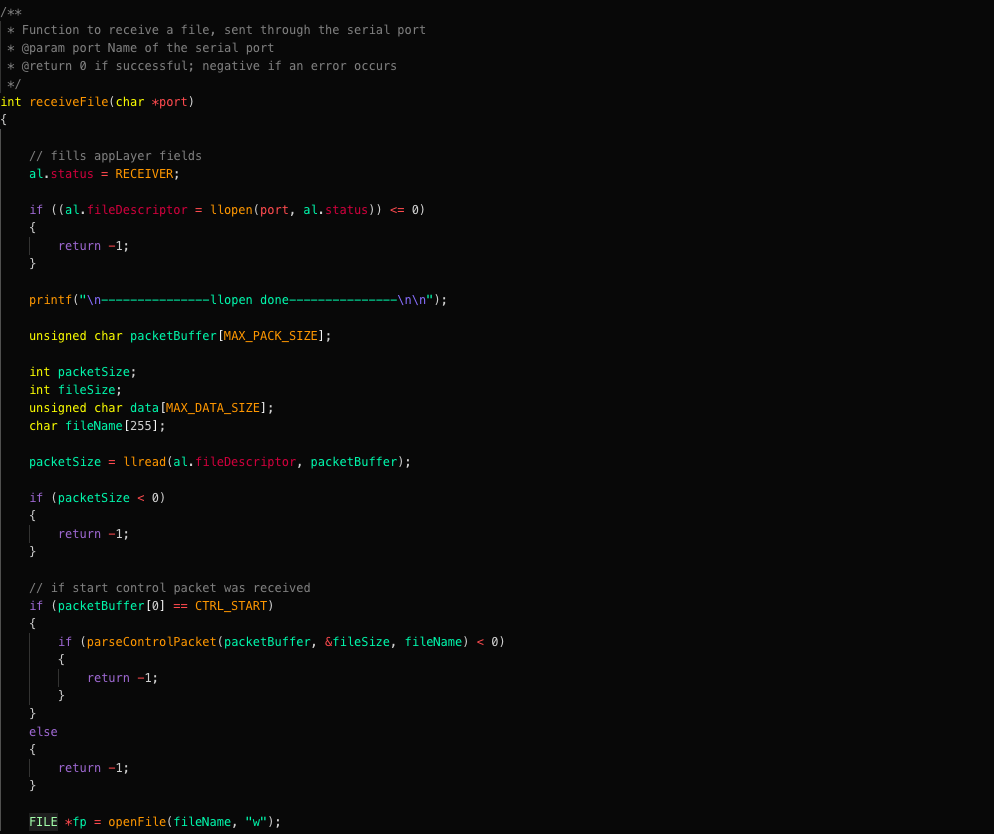 /**
 * Function to receive a file, sent through the serial port
 * @param port Name of the serial port
 * @return 0 if successful; negative if an error occurs
 */
int receiveFile(char *port)
{
    // fills appLayer fields
    al.status = RECEIVER;
    if ((al.fileDescriptor = llopen(port, al.status)) <= 0)
    {
        return -1;
    }
    printf("\n---------------llopen done---------------\n\n");
    unsigned char packetBuffer[MAX_PACK_SIZE];
    int packetSize;
    int fileSize;
    unsigned char data[MAX_DATA_SIZE];
    char fileName[255];
    packetSize = llread(al.fileDescriptor, packetBuffer);
    if (packetSize < 0)
    {
        return -1;
    }
    // if start control packet was received
    if (packetBuffer[0] == CTRL_START)
    {
        if (parseControlPacket(packetBuffer, &fileSize, fileName) < 0)
        {
            return -1;
        }
    }
    else
    {
        return -1;
    }
    FILE *fp = openFile(fileName, "w");